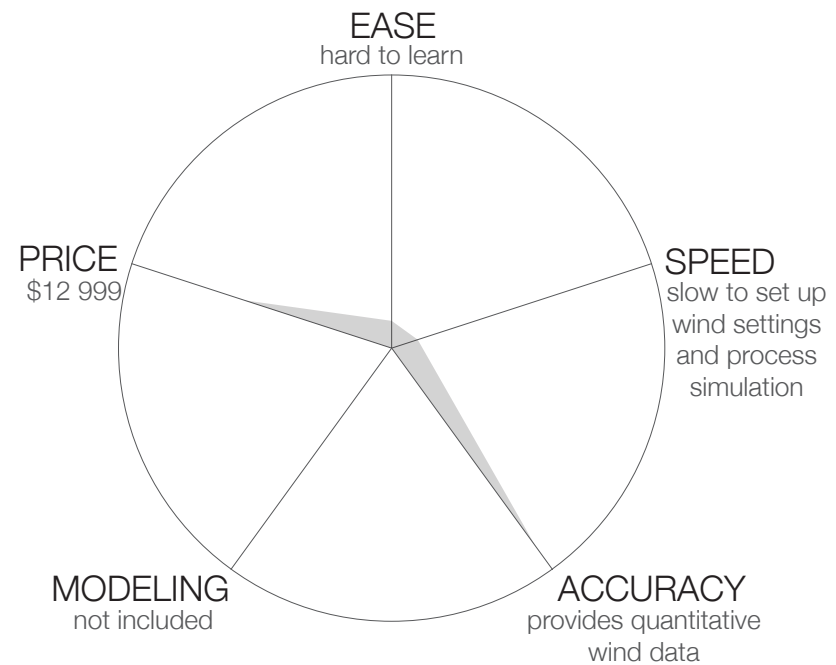 EASE
hard to learn
PRICE
$12 999
SPEED
slow to set up
wind settings
and process
simulation
MODELING
not included
ACCURACY
provides quantitative
wind data